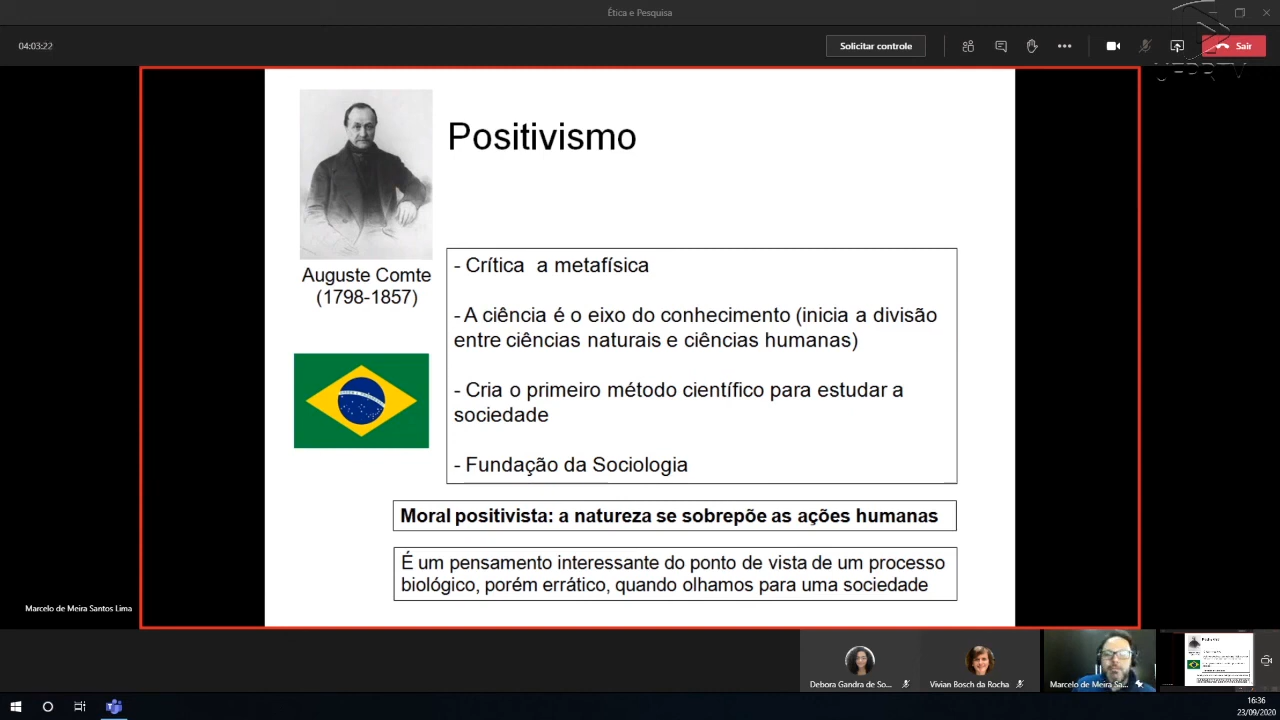 Ética e Pesquisa
04:03:22
Solicitar controle
Sair
Positivismo
Auguste Comte
(1798-1857)
- Crítica a metafísica
- A ciência é o eixo do conhecimento (inicia a divisão
entre ciências naturais e ciências humanas)
- Cria o primeiro método científico para estudar a
sociedade
- Fundação da Sociologia
Moral positivista: a natureza se sobrepõe as ações humanas
É um pensamento interessante do ponto de vista de um processo
biológico, porém errático, quando olhamos para uma sociedade
Marcelo de Meira Santos Lima
Debora Gandra de So...
Vivian Bosch da Rocha
Marcelo de Meira Sa...
16:36
23/09/2020